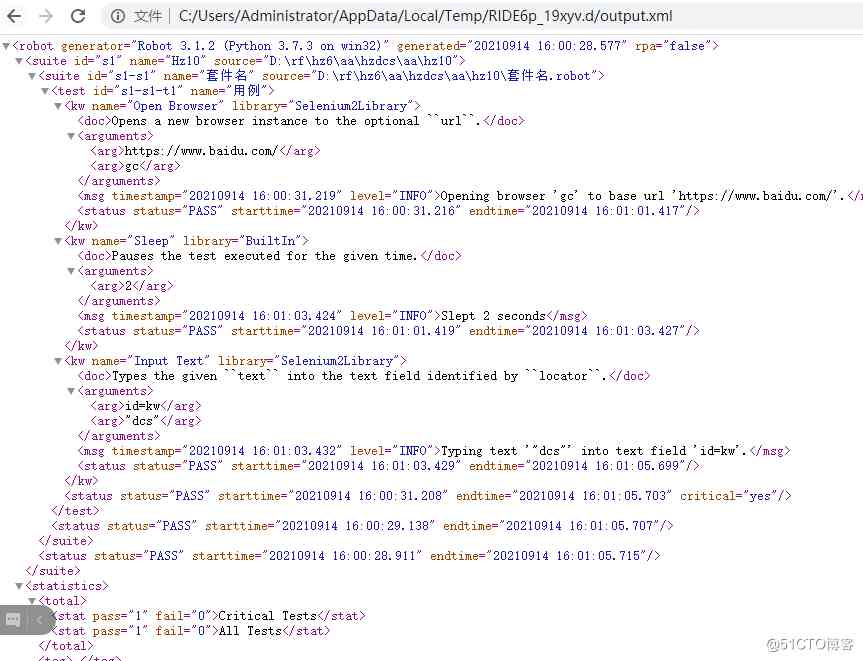 文件 C:/Users/Administrator/AppData/Local/Temp/RIDE6p_19xyv.d/output.xml
<robot generator="Robot 3.1.2 (Python 3.7.3 on win32)" generated="20210914 16:00:28.577" rpa="false">
<suite id="s1" name="Hz10" source="D:\rf\hz6\aa\hzdcs\aa\hz10">
<suite id="s1-s1" name="套件名" source="D:\rf\hz6\aa\hzdcs\aa\hz10\套件名.robot">
<test id="s1-s1-t1" name="用例">
<kw name="Open Browser" library="Selenium2Library">
<doc>Opens a new browser instance to the optional ``url``.</doc>
<arguments>
<arg>https://www.baidu.com/</arg>
<arg>gc</arg>
</arguments>
<msg timestamp="20210914 16:00:31.219" level="INFO">Opening browser 'gc' to base url 'https://www.baidu.com/'.</
<status status="PASS" starttime="20210914 16:00:31.216" endtime="20210914 16:01:01.417"/>
</kw>
<kw name="Sleep" library="BuiltIn">
<doc>Pauses the test executed for the given time.</doc>
<arguments>
<arg>2</arg>
</arguments>
<msg timestamp="20210914 16:01:03.424" level="INFO">Slept 2 seconds</msg>
<status status="PASS" starttime="20210914 16:01:01.419" endtime="20210914 16:01:03.427"/>
</kw>
<kw name="Input Text" library="Selenium2Library">
<doc>Types the given ``text`` into the text field identified by ``locator``.</doc>
<arguments>
<arg>id=kw</arg>
<arg>"dcs"</arg>
</arguments>
<msg timestamp="20210914 16:01:03.432" level="INFO">Typing text '"dcs"' into text field 'id=kw'.</msg>
<status status="PASS" starttime="20210914 16:01:03.429" endtime="20210914 16:01:05.699"/>
</kw>
<status status="PASS" starttime="20210914 16:00:31.208" endtime="20210914 16:01:05.703" critical="yes"/>
</test>
<status status="PASS" starttime="20210914 16:00:29.138" endtime="20210914 16:01:05.707"/>
</suite>
<status status="PASS" starttime="20210914 16:00:28.911" endtime="20210914 16:01:05.715"/>
</suite>
<statistics>
<total>
<stat pass="1" fail="0">Critical Tests</stat>
<stat pass="1" fail="0">All Tests</stat>
</total>
<tag> </tag>
@51CTO博客